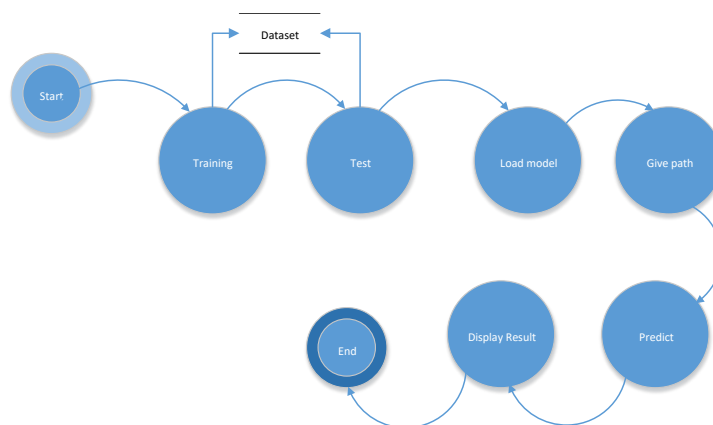 Dataset
Start
Training
Test
Load model
Give path
End
Display Result
Predict